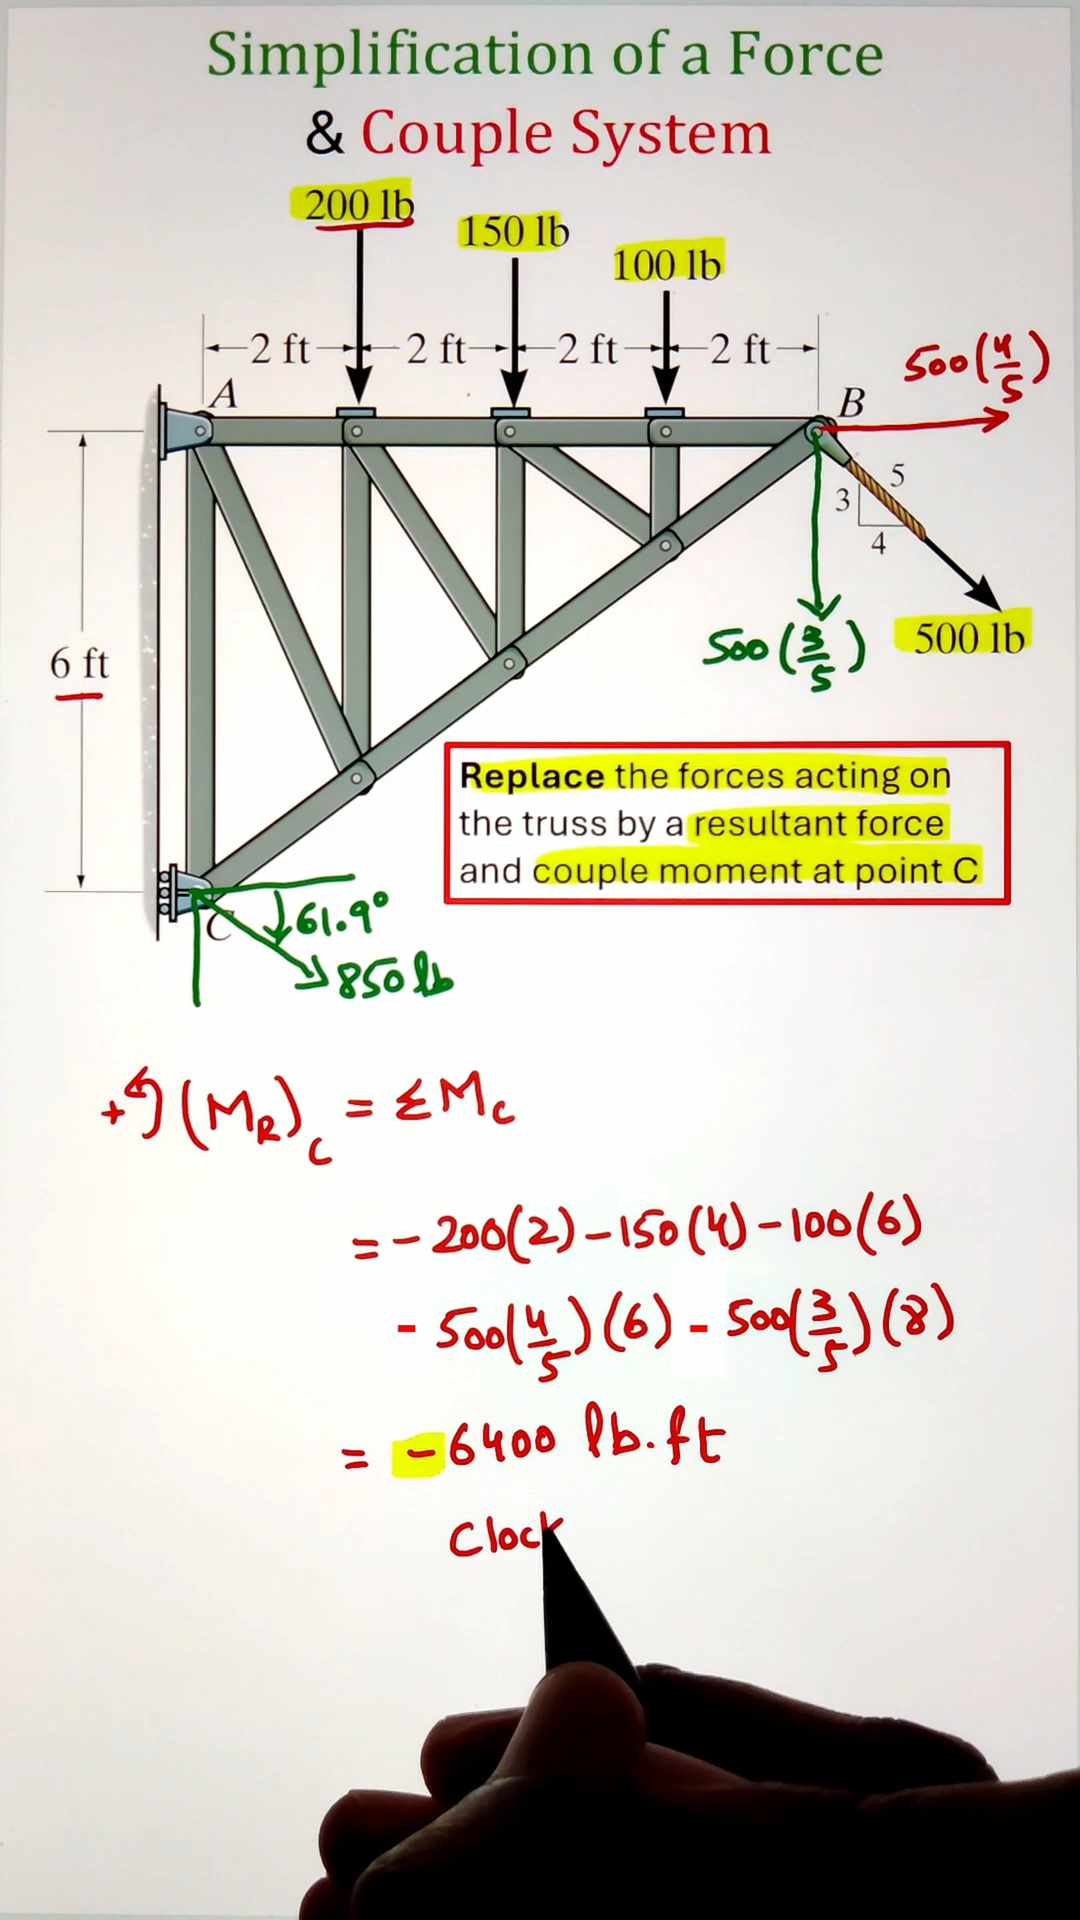 Simplification of a Force
& Couple System
200 lb
150 lb
100 lb
2 ft 2 ft 2 ft 2 ft
500(4/5)
A
B
5
3
4
500(3/5)
500 lb
6 ft
Replace the forces acting on
the truss by a resultant force
and couple moment at point C
C
61.9°
850 lb
+↺ (M_R)_C = ΣM_C
= - 200(2) - 150(4) - 100(6)
- 500(4/5)(6) - 500(3/5)(8)
= -6400 lb.ft
Clock